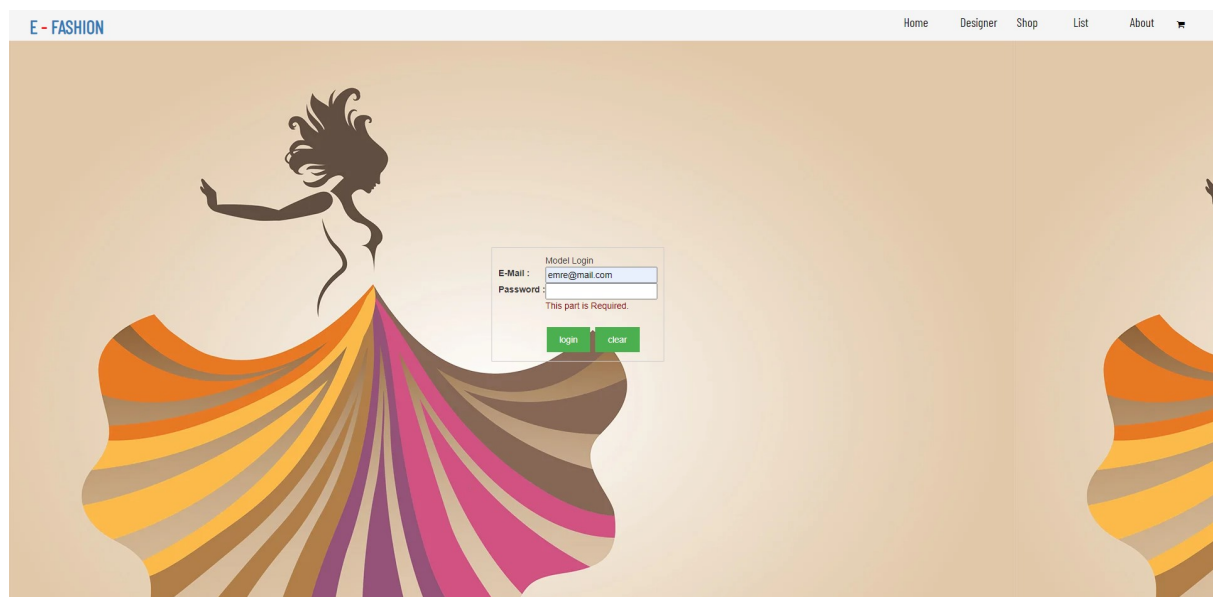 E - FASHION
Home Designer Shop List About
Model Login
E-Mail : emre@mail.com
Password :
This part is Required.
login clear